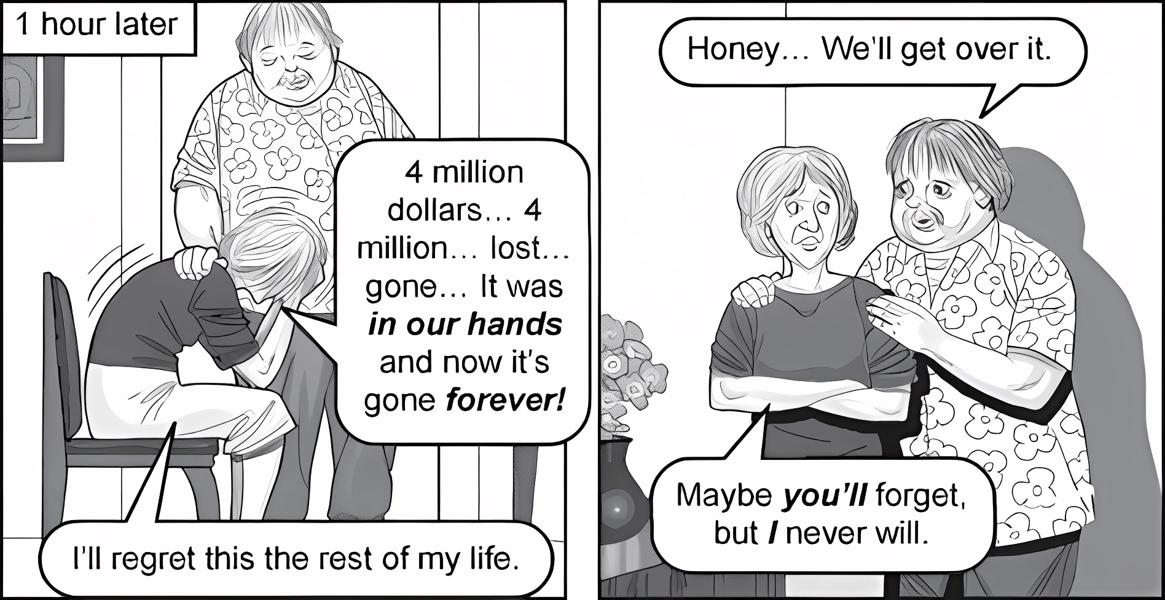 1 hour later
4 million
dollars... 4
million... lost...
gone... It was
in our hands
and now it's
gone forever!
I'll regret this the rest of my life.
Honey... We'll get over it.
Maybe you'll forget,
but I never will.